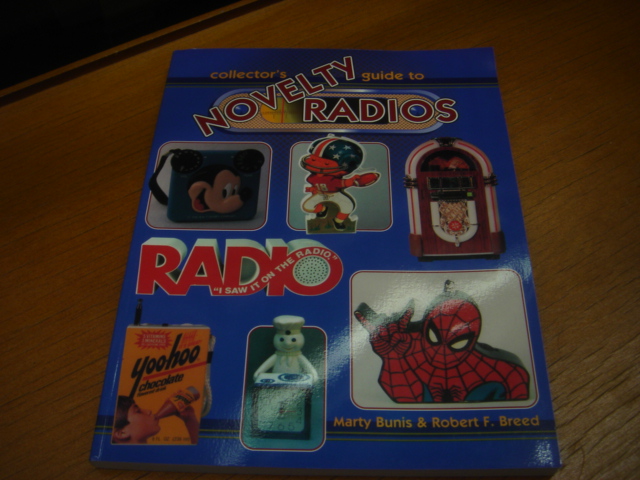 collector's guide to
NOVELTY
RADIOS
RADIO
"I SAW IT ON THE RADIO"
yoohoo
chocolate
Marty Bunis & Robert F. Breed